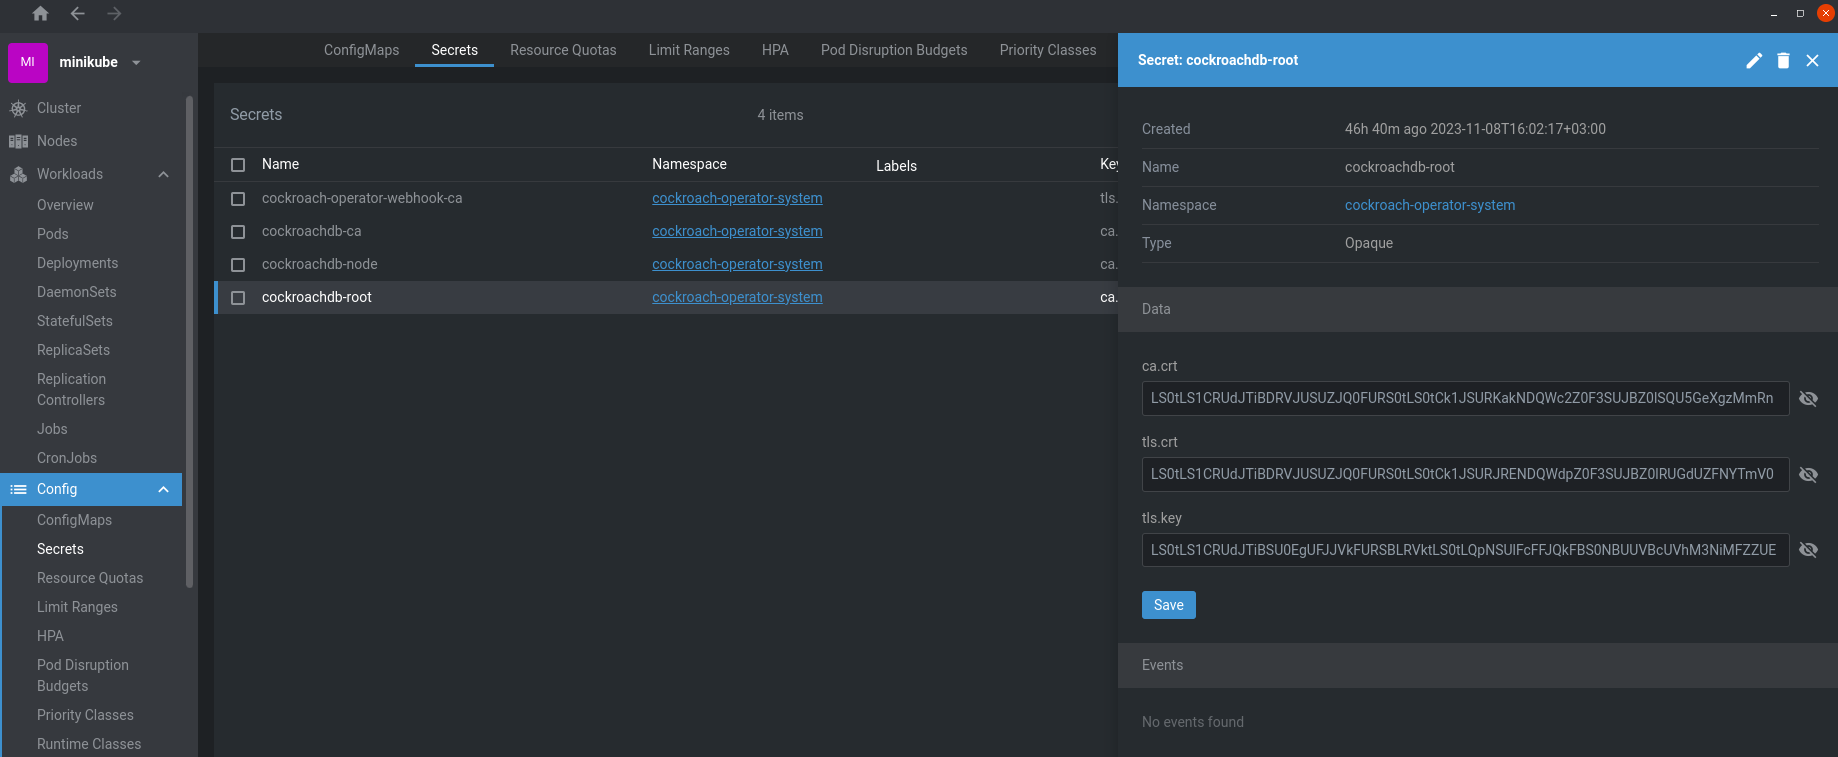 MI
minikube
Cluster
Nodes
Workloads
Overview
Pods
Deployments
DaemonSets
StatefulSets
ReplicaSets
Replication
Controllers
Jobs
CronJobs
Config
ConfigMaps
Secrets
Resource Quotas
Limit Ranges
HPA
Pod Disruption
Budgets
Priority Classes
Runtime Classes
ConfigMaps Secrets Resource Quotas Limit Ranges HPA Pod Disruption Budgets Priority Classes
Secrets 4 items
Name Namespace Labels Key
cockroach-operator-webhook-ca cockroach-operator-system tls.
cockroachdb-ca cockroach-operator-system ca.
cockroachdb-node cockroach-operator-system ca.
cockroachdb-root cockroach-operator-system ca.
Secret: cockroachdb-root
Created 46h 40m ago 2023-11-08T16:02:17+03:00
Name cockroachdb-root
Namespace cockroach-operator-system
Type Opaque
Data
ca.crt
LS0tLS1CRUdJTiBDRVJUSUZJQ0FURS0tLS0tCk1JSURKakNDQWc2Z0F3SUJBZ0lSQU5GeXgzMmRn
tls.crt
LS0tLS1CRUdJTiBDRVJUSUZJQ0FURS0tLS0tCk1JSURJRENDQWdpZ0F3SUJBZ0lRUGdUZFNYTmV0
tls.key
LS0tLS1CRUdJTiBSU0EgUFJJVkFURSBLRVktLS0tLQpNSUlFcFFJQkFBS0NBUUVBcUVhM3NiMFZZUE
Save
Events
No events found